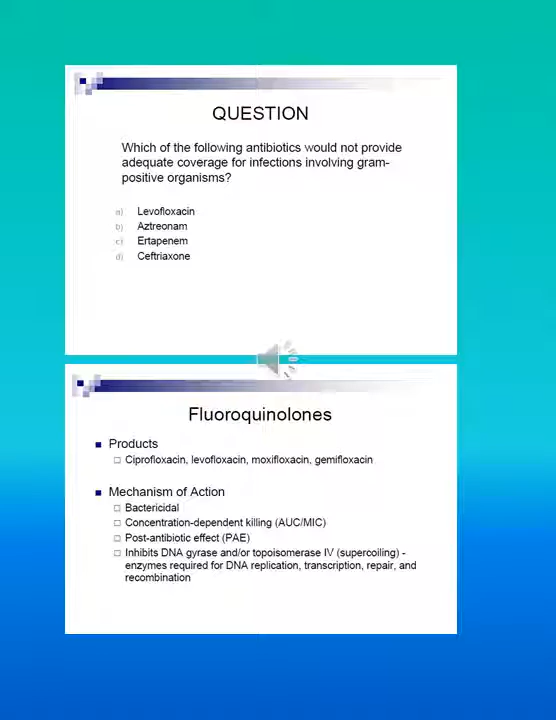 QUESTION
Which of the following antibiotics would not provide
adequate coverage for infections involving gram-
positive organisms?
a) Levofloxacin
b) Aztreonam
c) Ertapenem
d) Ceftriaxone
Fluoroquinolones
Products
Ciprofloxacin, levofloxacin, moxifloxacin, gemifloxacin
Mechanism of Action
Bactericidal
Concentration-dependent killing (AUC/MIC)
Post-antibiotic effect (PAE)
Inhibits DNA gyrase and/or topoisomerase IV (supercoiling) -
enzymes required for DNA replication, transcription, repair, and
recombination